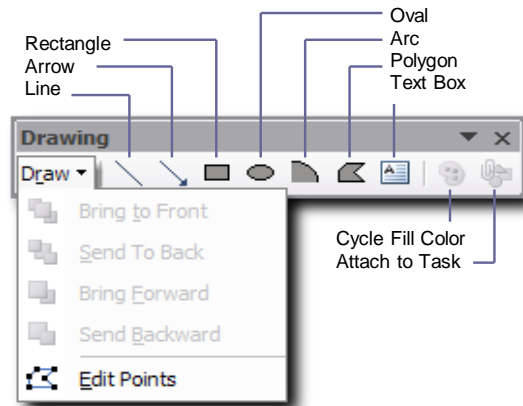 Rectangle
Arrow
Line
Oval
Arc
Polygon
Text Box
Drawing
Draw
Bring to Front
Send To Back
Bring Forward
Send Backward
Edit Points
Cycle Fill Color
Attach to Task